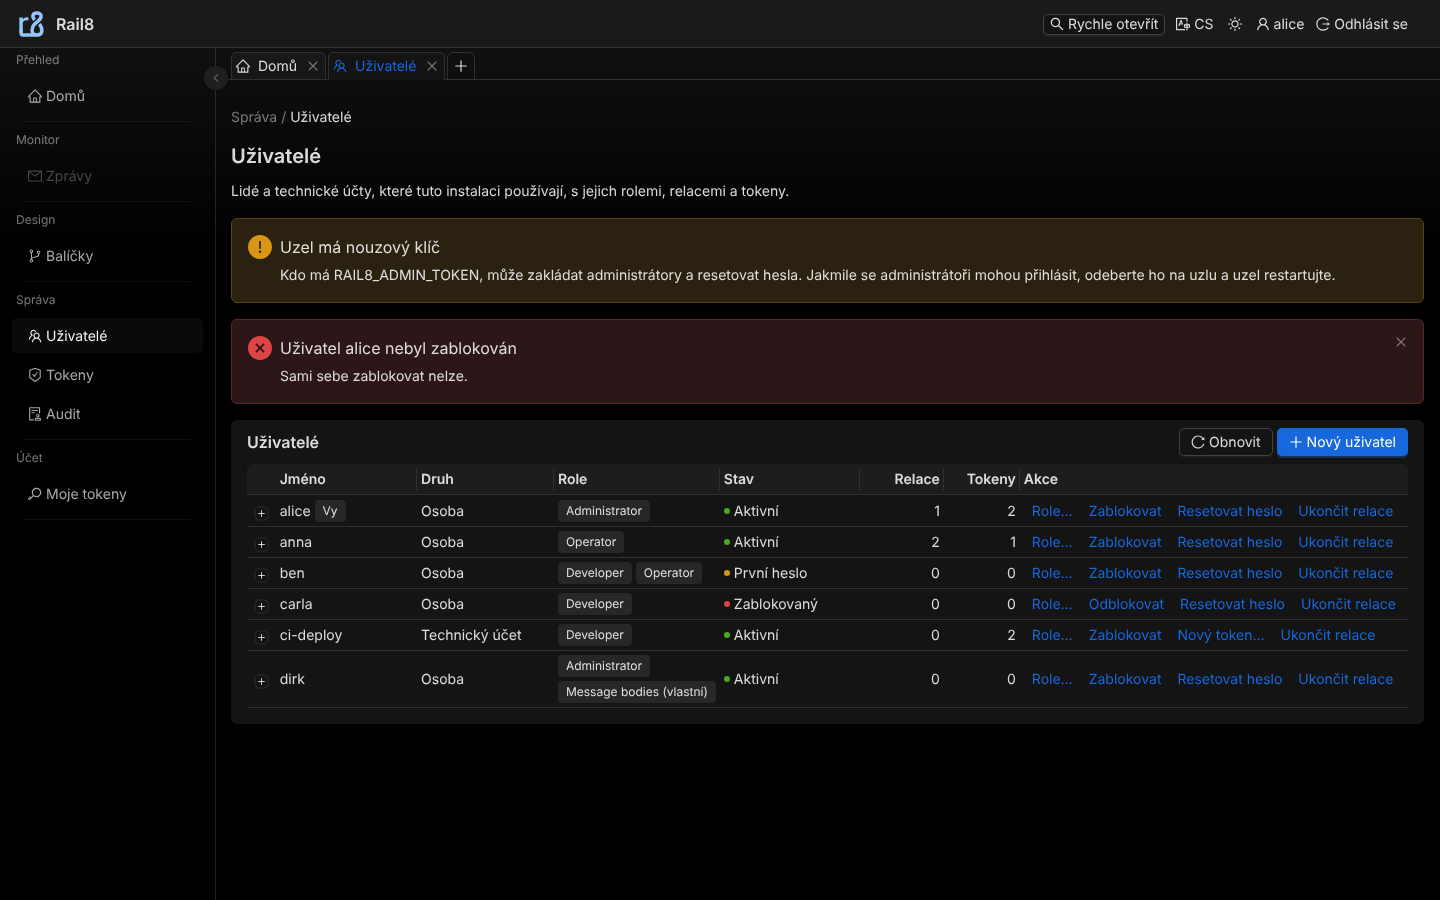 Rail8
Rychle otevřít
CS
alice
Odhlásit se
Přehled
Domů
Monitor
Zprávy
Design
Balíčky
Správa
Uživatelé
Tokeny
Audit
Účet
Moje tokeny
Domů
Uživatelé
Správa / Uživatelé
Uživatelé
Lidé a technické účty, které tuto instalaci používají, s jejich rolemi, relacemi a tokeny.
Uzel má nouzový klíč
Kdo má RAIL8_ADMIN_TOKEN, může zakládat administrátory a resetovat hesla. Jakmile se administrátoři mohou přihlásit, odeberte ho na uzlu a uzel restartujte.
Uživatel alice nebyl zablokován
Sami sebe zablokovat nelze.
Uživatelé
Obnovit
Nový uživatel
Jméno Druh Role Stav Relace Tokeny Akce
alice Vy Osoba Administrator Aktivní 1 2 Role... Zablokovat Resetovat heslo Ukončit relace
anna Osoba Operator Aktivní 2 1 Role... Zablokovat Resetovat heslo Ukončit relace
ben Osoba Developer Operator První heslo 0 0 Role... Zablokovat Resetovat heslo Ukončit relace
carla Osoba Developer Zablokovaný 0 0 Role... Odblokovat Resetovat heslo Ukončit relace
ci-deploy Technický účet Developer Aktivní 0 2 Role... Zablokovat Nový token... Ukončit relace
dirk Osoba Administrator Message bodies (vlastní) Aktivní 0 0 Role... Zablokovat Resetovat heslo Ukončit relace